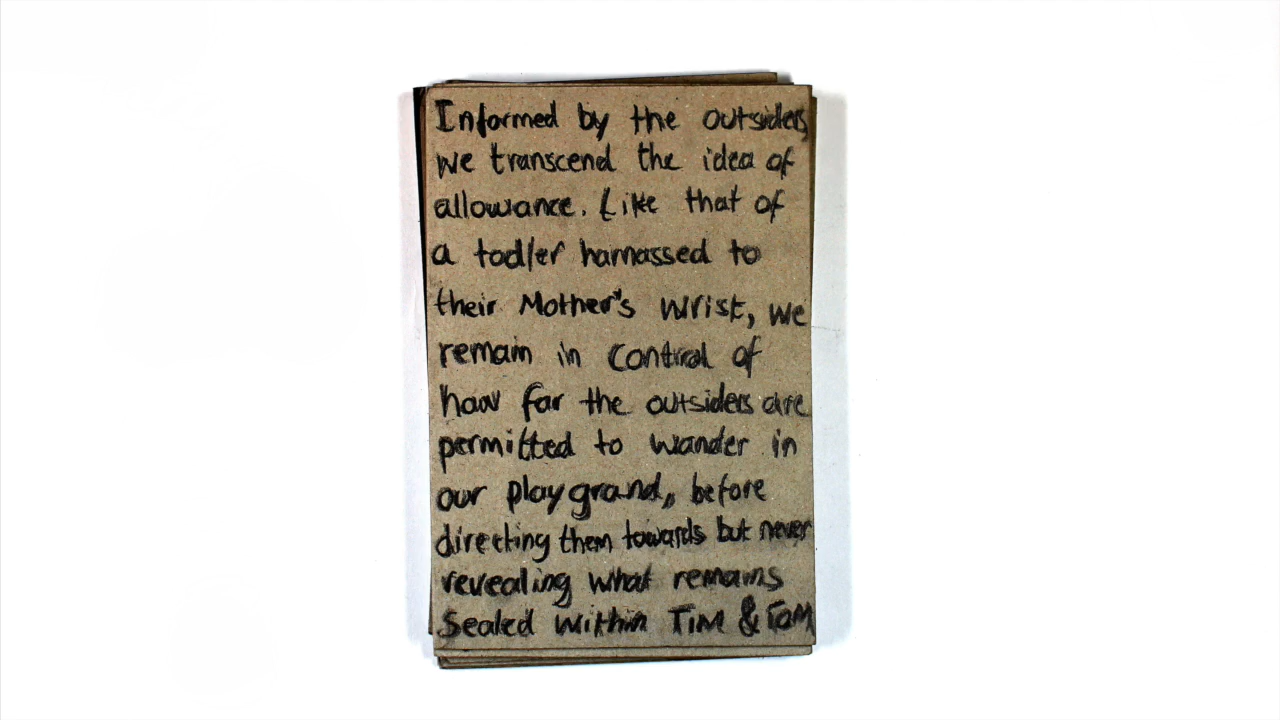 Informed by the outsiders,
we transcend the idea of
allowance. Like that of
a todler harnassed to
their Mother's wrist, we
remain in control of
how far the outsiders are
permitted to wander in
our playground, before
directing them towards but never
revealing what remains
Sealed within TIM & TOM